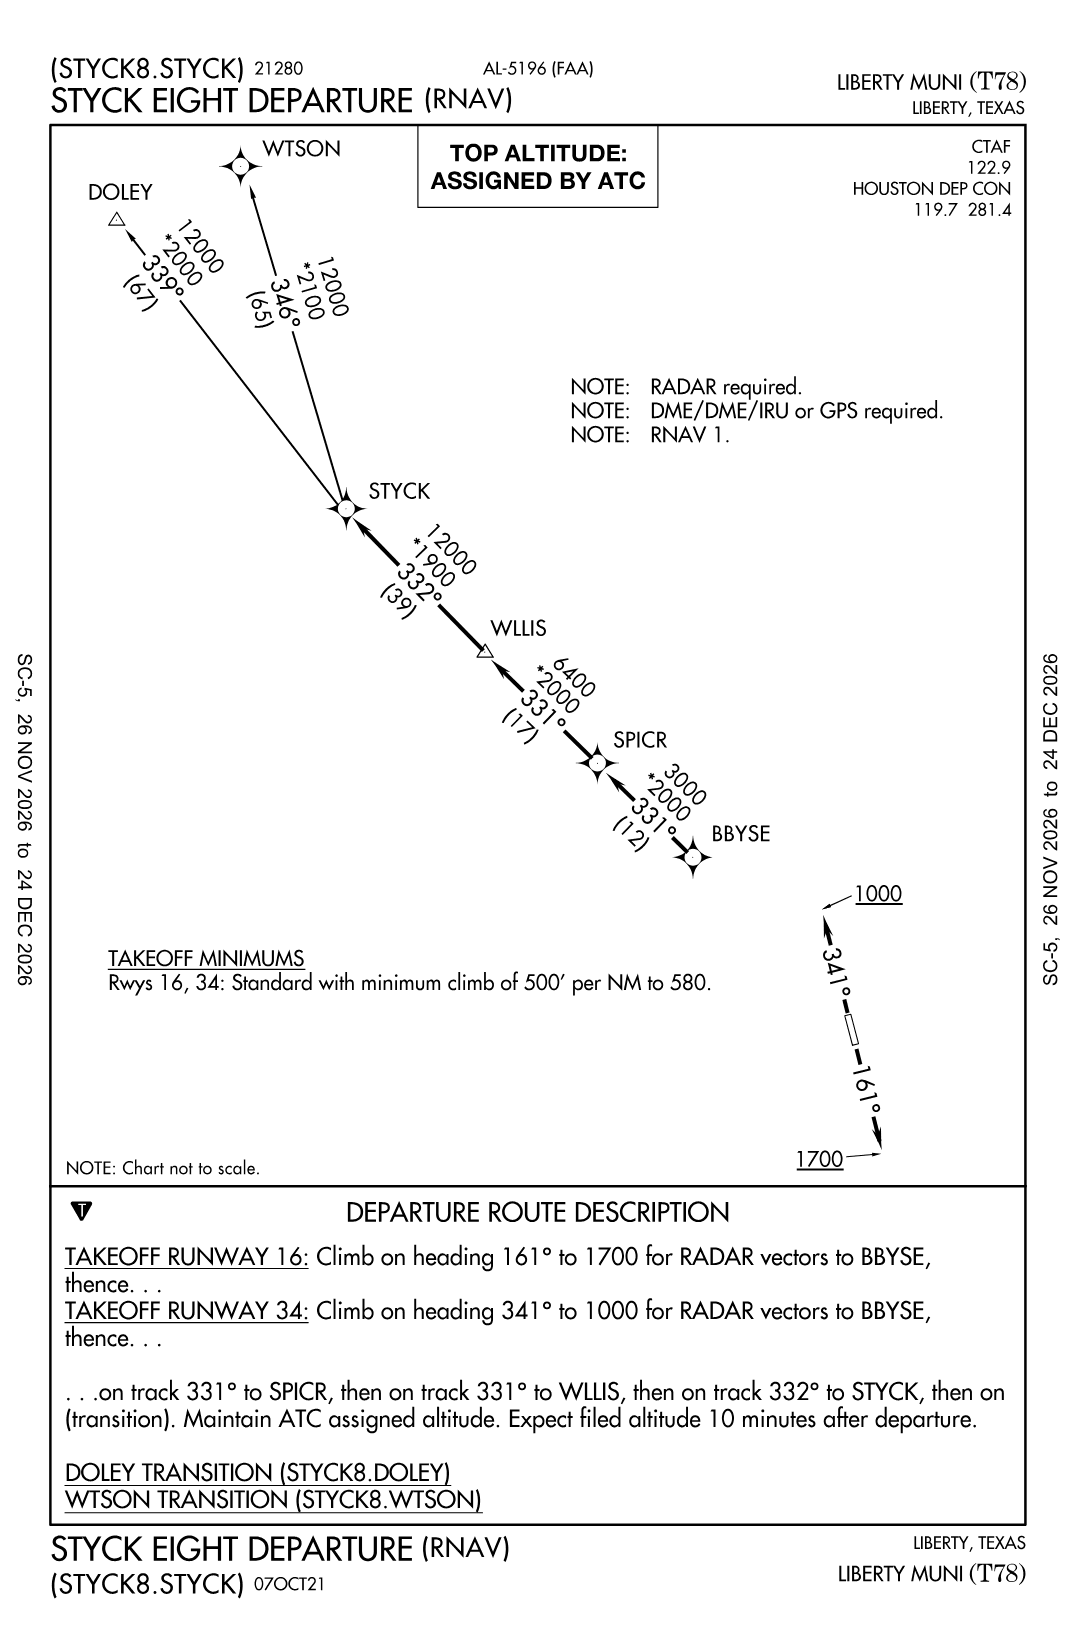 (STYCK8.STYCK) 21280
AL-5196 (FAA)
STYCK EIGHT DEPARTURE (RNAV)
LIBERTY MUNI (T78)
LIBERTY, TEXAS
TOP ALTITUDE:
ASSIGNED BY ATC
CTAF
122.9
HOUSTON DEP CON
119.7 281.4
WTSON
DOLEY
12000
*2000
339°
(67)
12000
*2100
346°
(65)
NOTE: RADAR required.
NOTE: DME/DME/IRU or GPS required.
NOTE: RNAV 1.
STYCK
12000
*1900
332°
(39)
WLLIS
6400
*2000
331°
(17)
SPICR
3000
*2000
331°
(12)
BBYSE
1000
341°
161°
1700
TAKEOFF MINIMUMS
Rwys 16, 34: Standard with minimum climb of 500’ per NM to 580.
NOTE: Chart not to scale.
SC-5, 26 NOV 2026 to 24 DEC 2026
SC-5, 26 NOV 2026 to 24 DEC 2026
T
DEPARTURE ROUTE DESCRIPTION
TAKEOFF RUNWAY 16: Climb on heading 161° to 1700 for RADAR vectors to BBYSE,
thence. . .
TAKEOFF RUNWAY 34: Climb on heading 341° to 1000 for RADAR vectors to BBYSE,
thence. . .
. . .on track 331° to SPICR, then on track 331° to WLLIS, then on track 332° to STYCK, then on
(transition). Maintain ATC assigned altitude. Expect filed altitude 10 minutes after departure.
DOLEY TRANSITION (STYCK8.DOLEY)
WTSON TRANSITION (STYCK8.WTSON)
STYCK EIGHT DEPARTURE (RNAV)
(STYCK8.STYCK) 07OCT21
LIBERTY, TEXAS
LIBERTY MUNI (T78)